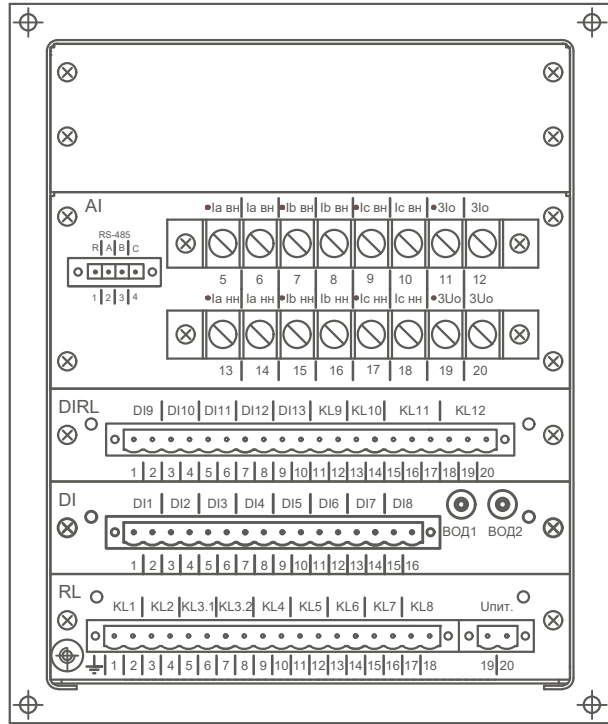 AI
•Ia вн Ia вн •Ib вн Ib вн •Ic вн Ic вн •3Io 3Io
RS-485
R A B C
1 2 3 4
5 6 7 8 9 10 11 12
•Ia нн Ia нн •Ib нн Ib нн •Ic нн Ic нн •3Uo 3Uo
13 14 15 16 17 18 19 20
DIRL
DI9 DI10 DI11 DI12 DI13 KL9 KL10 KL11 KL12
1 2 3 4 5 6 7 8 9 10 11 12 13 14 15 16 17 18 19 20
DI
DI1 DI2 DI3 DI4 DI5 DI6 DI7 DI8
ВОД1 ВОД2
1 2 3 4 5 6 7 8 9 10 11 12 13 14 15 16
RL
KL1 KL2 KL3.1 KL3.2 KL4 KL5 KL6 KL7 KL8 Uпит.
1 2 3 4 5 6 7 8 9 10 11 12 13 14 15 16 17 18 19 20